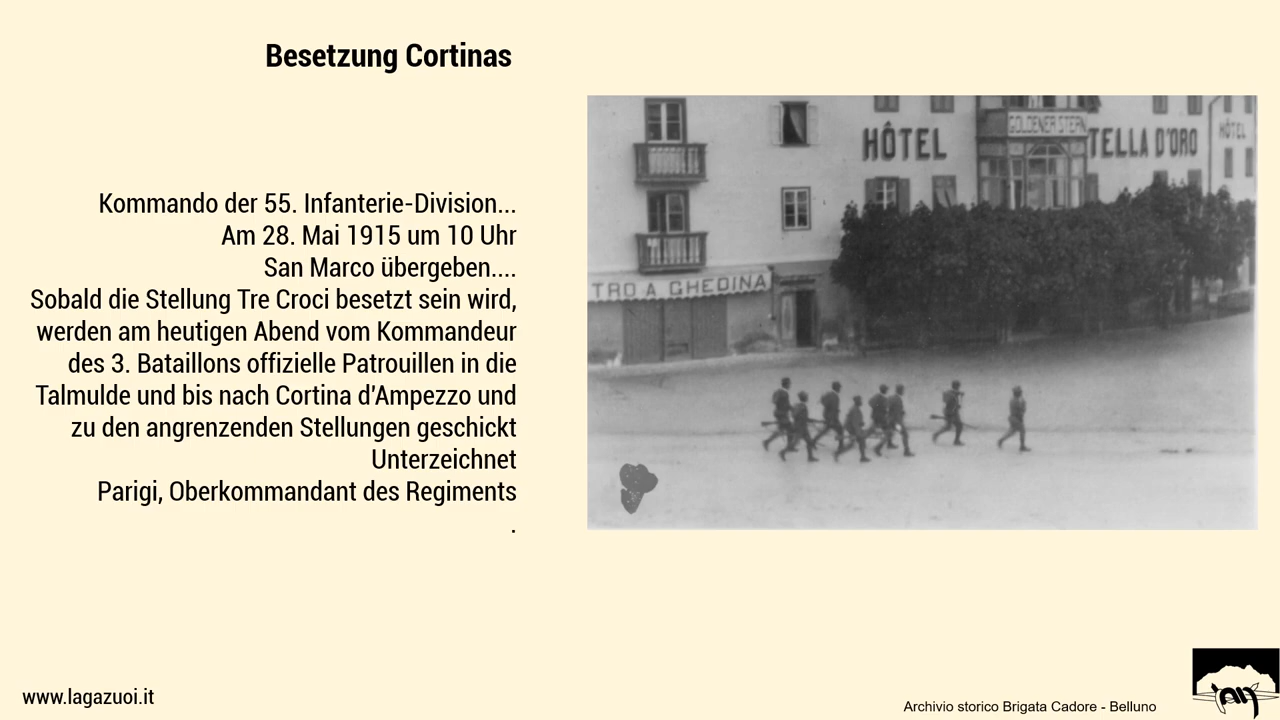 Besetzung Cortinas
Kommando der 55. Infanterie-Division...
Am 28. Mai 1915 um 10 Uhr
San Marco übergeben....
Sobald die Stellung Tre Croci besetzt sein wird,
werden am heutigen Abend vom Kommandeur
des 3. Bataillons offizielle Patrouillen in die
Talmulde und bis nach Cortina d'Ampezzo und
zu den angrenzenden Stellungen geschickt
Unterzeichnet
Parigi, Oberkommandant des Regiments
.
GOLDENER STERN
HÔTEL
TELLA D'ORO
HÔTEL
TRO A GHEDINA
www.lagazuoi.it
Archivio storico Brigata Cadore - Belluno